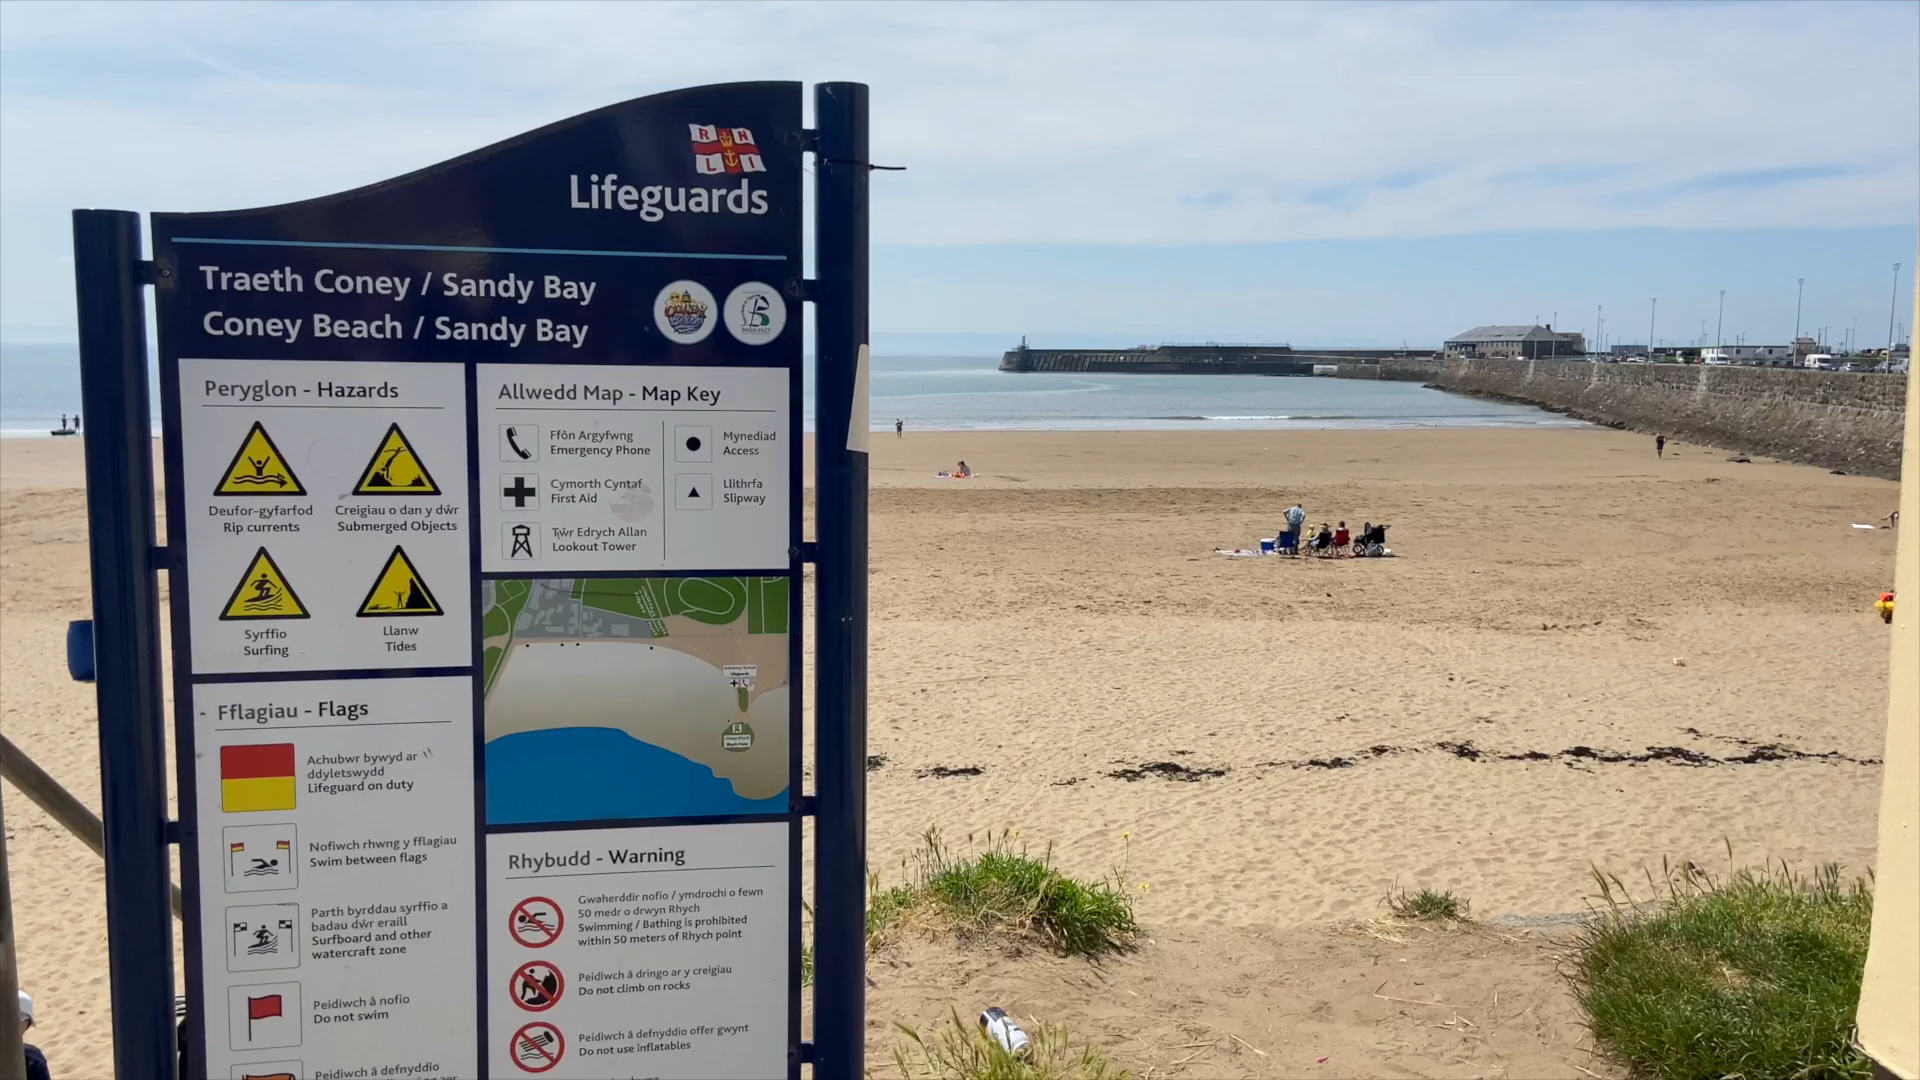 RNLI
Lifeguards
Traeth Coney / Sandy Bay
Coney Beach / Sandy Bay
BRIDGEND
Peryglon - Hazards
Deufor-gyfarfod
Rip currents
Creigiau o dan y dŵr
Submerged Objects
Syrffio
Surfing
Llanw
Tides
Allwedd Map - Map Key
Ffôn Argyfwng
Emergency Phone
Cymorth Cyntaf
First Aid
Tŵr Edrych Allan
Lookout Tower
Mynediad
Access
Llithrfa
Slipway
Fflagiau - Flags
Achubwr bywyd ar
ddyletswydd
Lifeguard on duty
Nofiwch rhwng y fflagiau
Swim between flags
Parth byrddau syrffio a
badau dŵr eraill
Surfboard and other
watercraft zone
Peidiwch â nofio
Do not swim
Peidiwch â defnyddio
Rhybudd - Warning
Gwaherddir nofio / ymdrochi o fewn
50 medr o drwyn Rhych
Swimming / Bathing is prohibited
within 50 meters of Rhych point
Peidiwch â dringo ar y creigiau
Do not climb on rocks
Peidiwch â defnyddio offer gwynt
Do not use inflatables